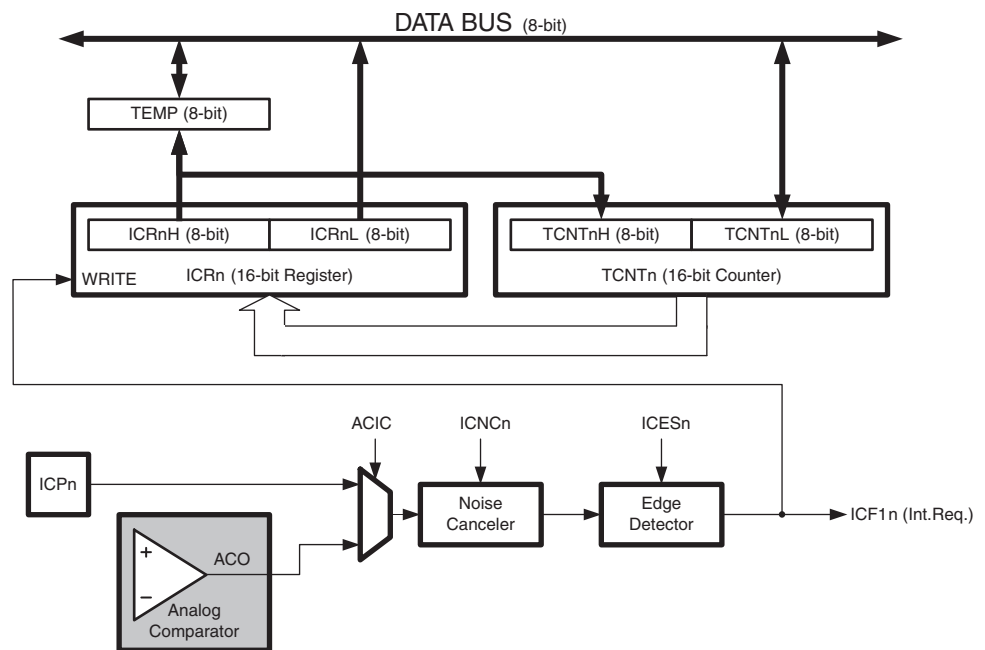 DATA BUS (8-bit)
TEMP (8-bit)
ICRnH (8-bit) ICRnL (8-bit)
TCNTnH (8-bit) TCNTnL (8-bit)
WRITE
ICRn (16-bit Register)
TCNTn (16-bit Counter)
ACIC
ICNCn
ICESn
ICPn
Noise
Canceler
Edge
Detector
ICF1n (Int.Req.)
+
−
ACO
Analog
Comparator